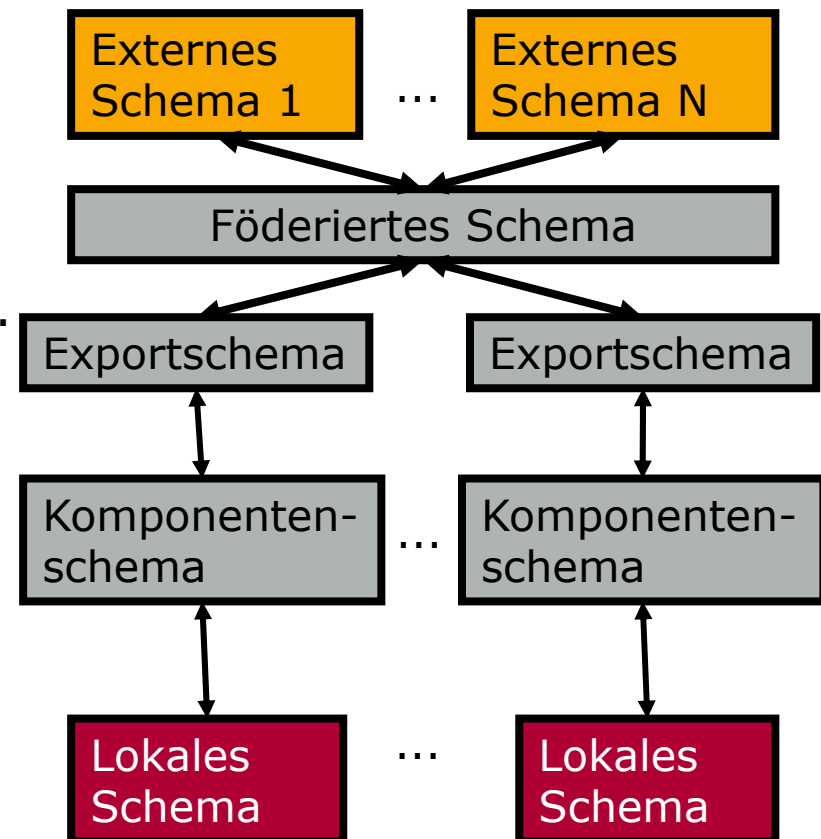 Externes
Schema 1
...
Externes
Schema N
Föderiertes Schema
.
Exportschema
Exportschema
Komponenten-
schema
...
Komponenten-
schema
Lokales
Schema
...
Lokales
Schema